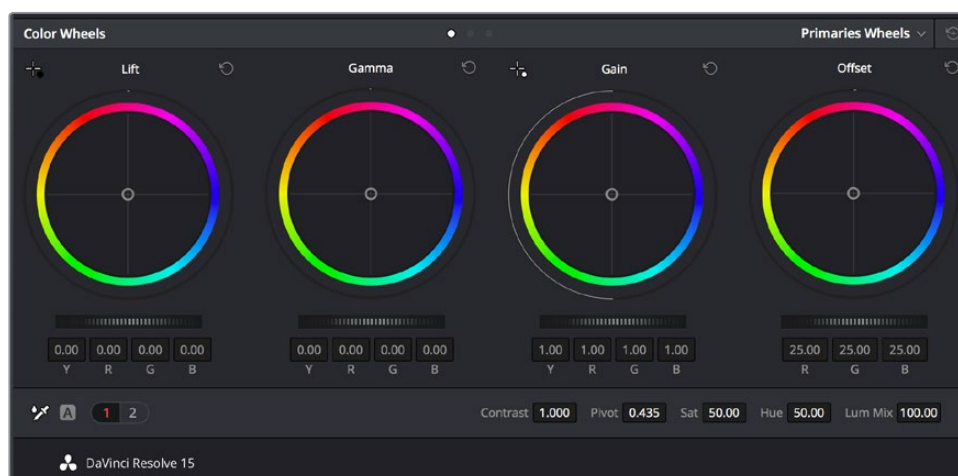 Color Wheels Primaries Wheels
Lift Gamma Gain Offset
0.00 0.00 0.00 0.00 0.00 0.00 0.00 0.00 1.00 1.00 1.00 1.00 25.00 25.00 25.00
Y R G B Y R G B Y R G B R G B
A 1 2 Contrast 1.000 Pivot 0.435 Sat 50.00 Hue 50.00 Lum Mix 100.00
DaVinci Resolve 15